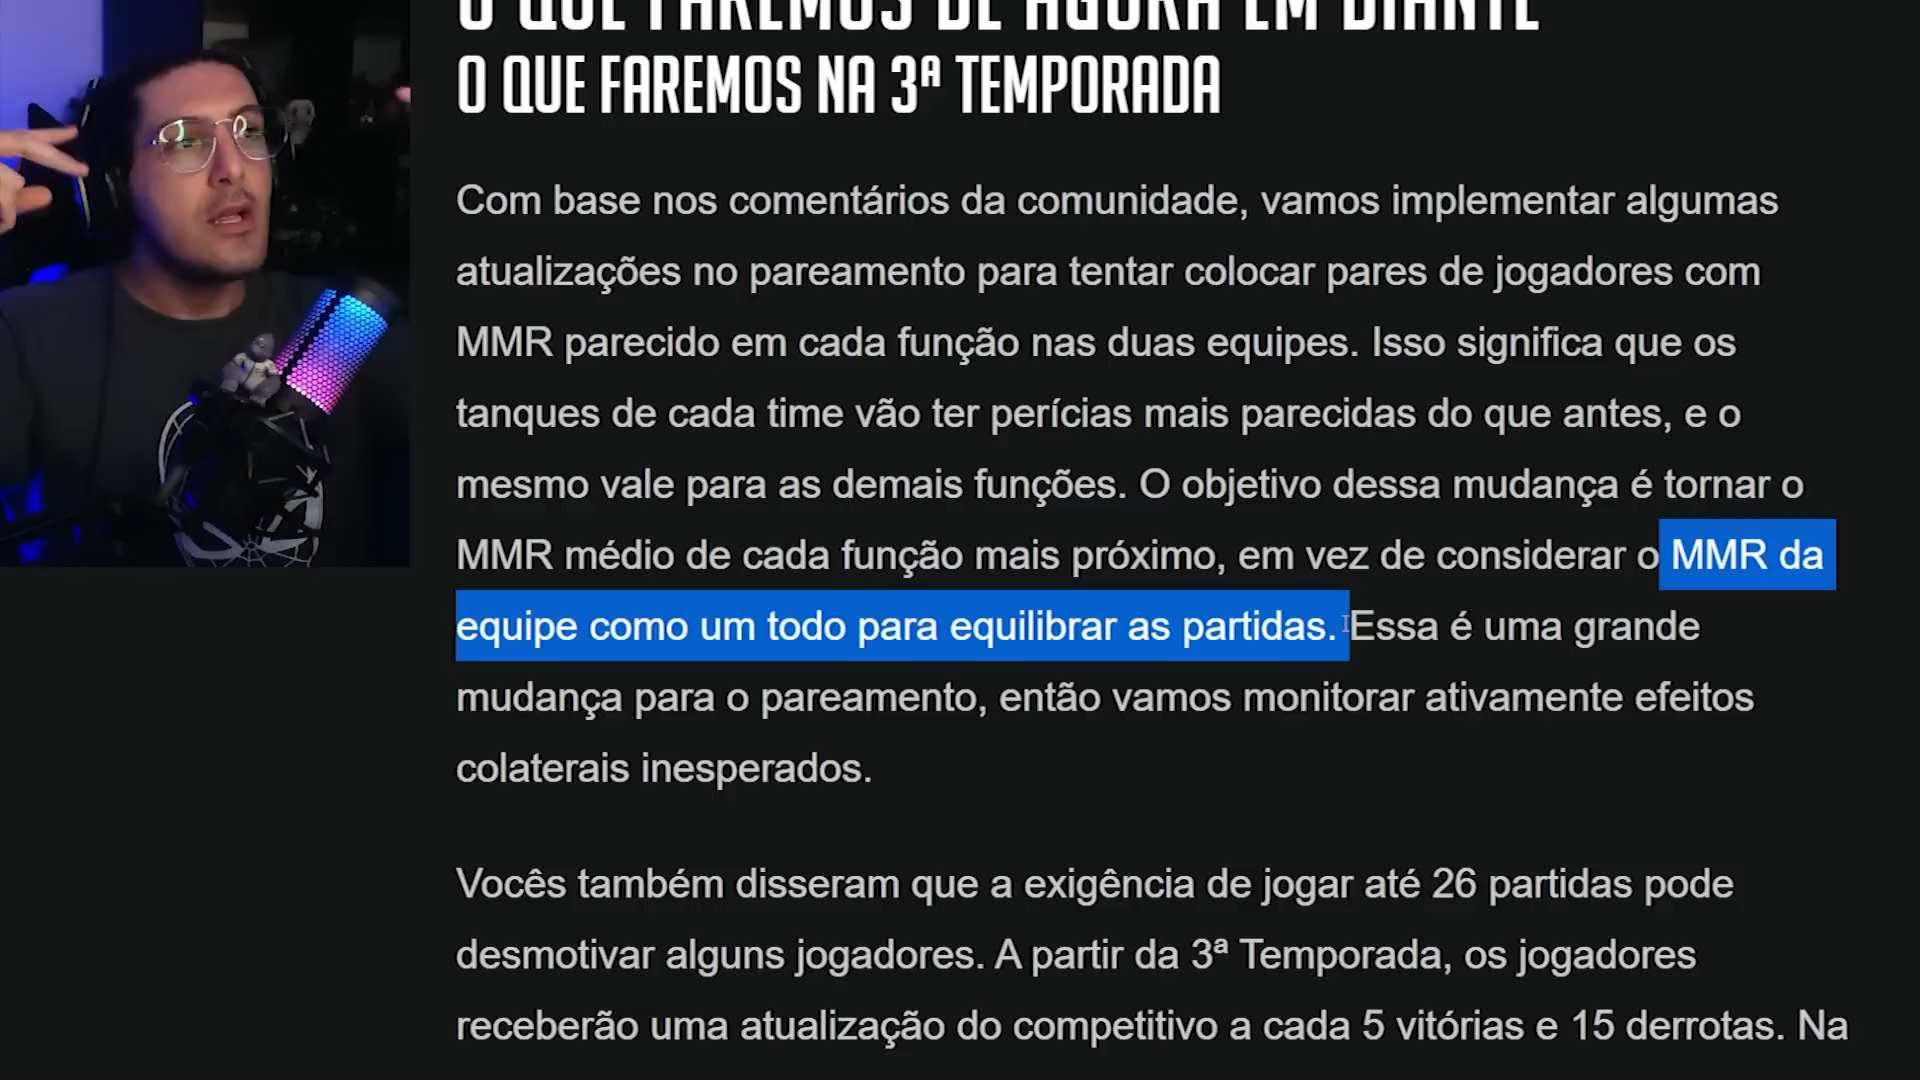 O QUE FAREMOS DE AGORA EM DIANTE
O QUE FAREMOS NA 3ª TEMPORADA
Com base nos comentários da comunidade, vamos implementar algumas
atualizações no pareamento para tentar colocar pares de jogadores com
MMR parecido em cada função nas duas equipes. Isso significa que os
tanques de cada time vão ter perícias mais parecidas do que antes, e o
mesmo vale para as demais funções. O objetivo dessa mudança é tornar o
MMR médio de cada função mais próximo, em vez de considerar o MMR da
equipe como um todo para equilibrar as partidas. Essa é uma grande
mudança para o pareamento, então vamos monitorar ativamente efeitos
colaterais inesperados.
Vocês também disseram que a exigência de jogar até 26 partidas pode
desmotivar alguns jogadores. A partir da 3ª Temporada, os jogadores
receberão uma atualização do competitivo a cada 5 vitórias e 15 derrotas. Na